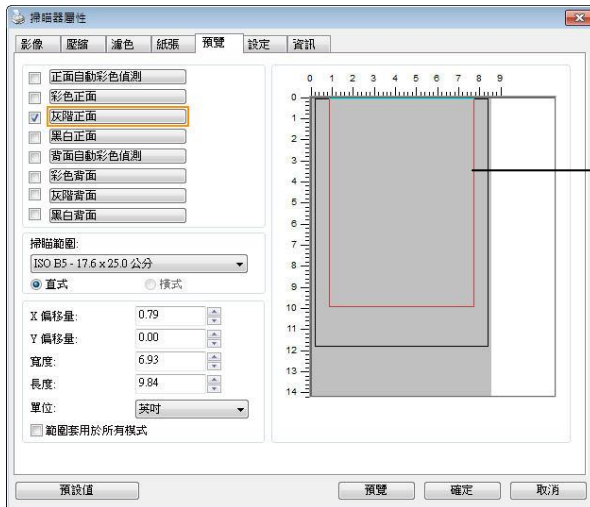 掃瞄器屬性
影像 壓縮 濾色 紙張 預覽 設定 資訊
正面自動彩色偵測
彩色正面
灰階正面
黑白正面
背面自動彩色偵測
彩色背面
灰階背面
黑白背面
掃瞄範圍:
ISO B5 - 17.6 x 25.0 公分
直式 橫式
X 偏移量: 0.79
Y 偏移量: 0.00
寬度: 6.93
長度: 9.84
單位: 英吋
範圍套用於所有模式
0 1 2 3 4 5 6 7 8 9
0
1
2
3
4
5
6
7
8
9
10
11
12
13
14
預設值 預覽 確定 取消